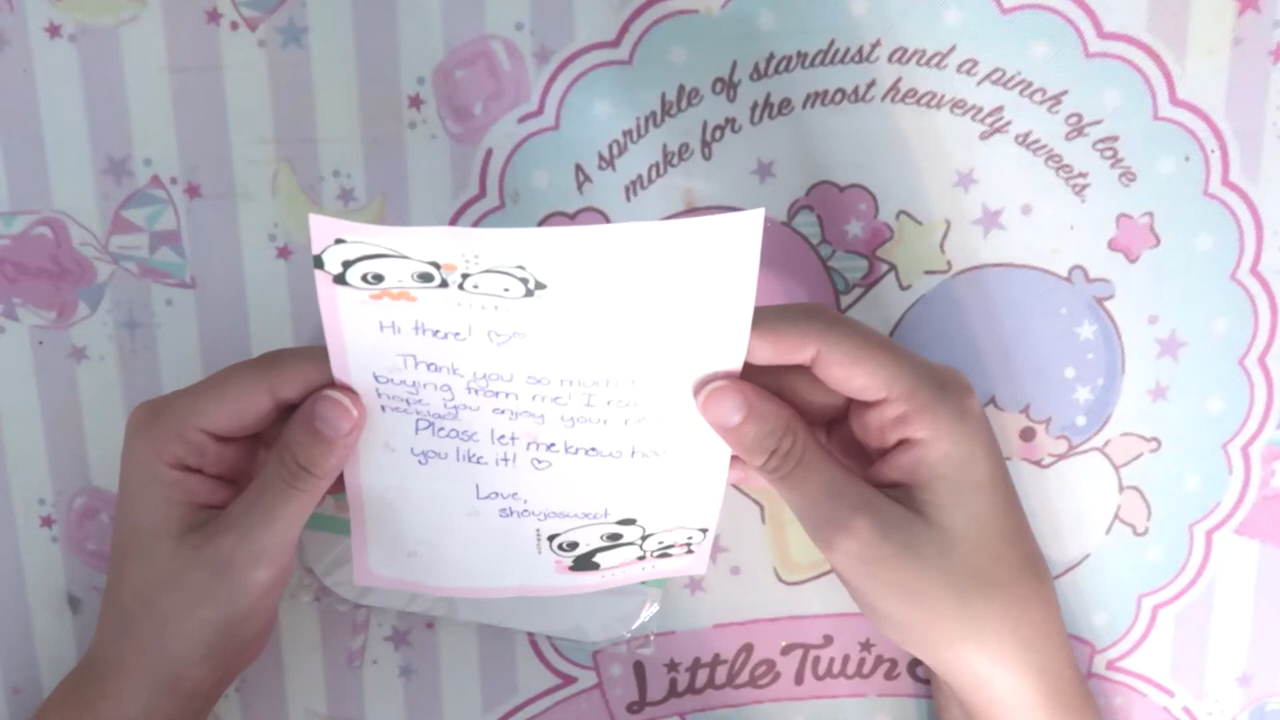 A sprinkle of stardust and a pinch of love
make for the most heavenly sweets.
Hi there! ♡♡
Thank you so much
buying from me! I
hope you enjoy your
necklace
Please let me know
you like it! ♡
Love,
shoujosweet
Little Twin